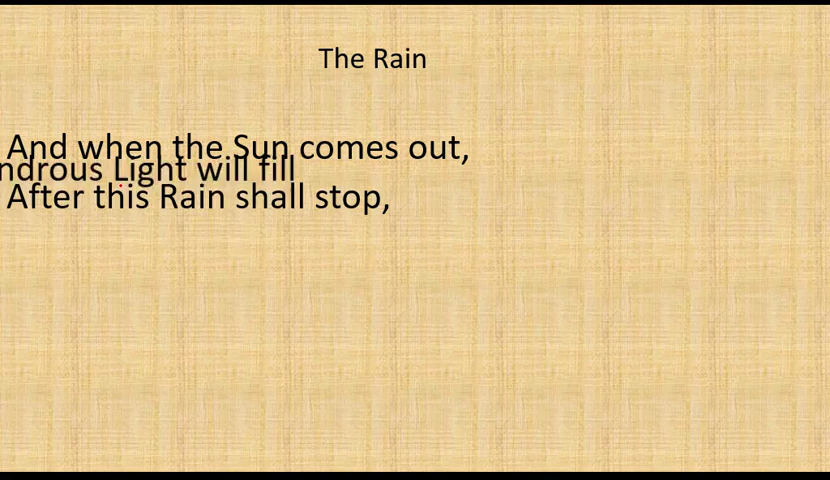 The Rain
And when the Sun comes out,
Light will fill
After this Rain shall stop,